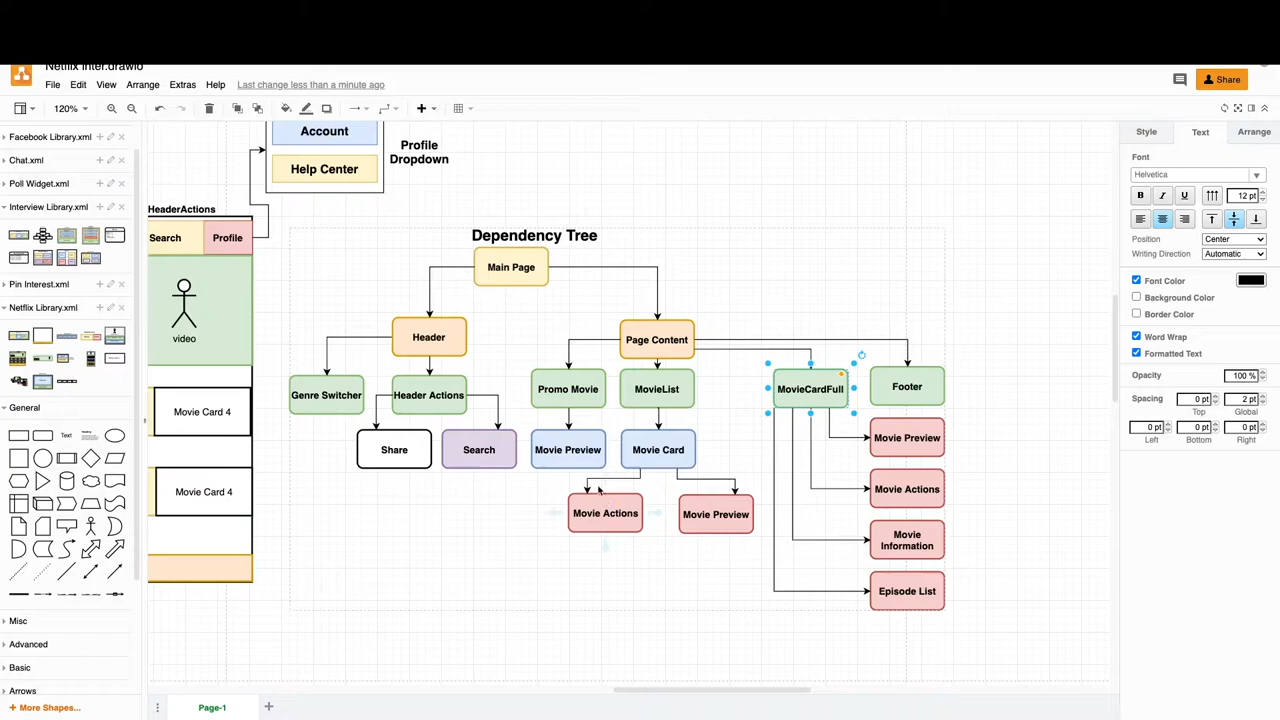 Netflix Inter.drawio
File Edit View Arrange Extras Help Last change less than a minute ago
Share
120%
Facebook Library.xml
Chat.xml
Poll Widget.xml
Interview Library.xml
Pin Interest.xml
Netflix Library.xml
video
General
Text
Heading
Misc
Advanced
Basic
Arrows
+ More Shapes...
Account
Help Center
Profile
Dropdown
HeaderActions
Search
Profile
video
Movie Card 4
Movie Card 4
Dependency Tree
Main Page
Header
Page Content
Genre Switcher
Header Actions
Promo Movie
MovieList
MovieCardFull
Footer
Share
Search
Movie Preview
Movie Card
Movie Preview
Movie Actions
Movie Preview
Movie Actions
Movie
Information
Episode List
Page-1
Style Text Arrange
Font
Helvetica
B I U 12 pt
Position Center
Writing Direction Automatic
Font Color
Background Color
Border Color
Word Wrap
Formatted Text
Opacity 100 %
Spacing 0 pt 2 pt
Top Global
0 pt 0 pt 0 pt
Left Bottom Right